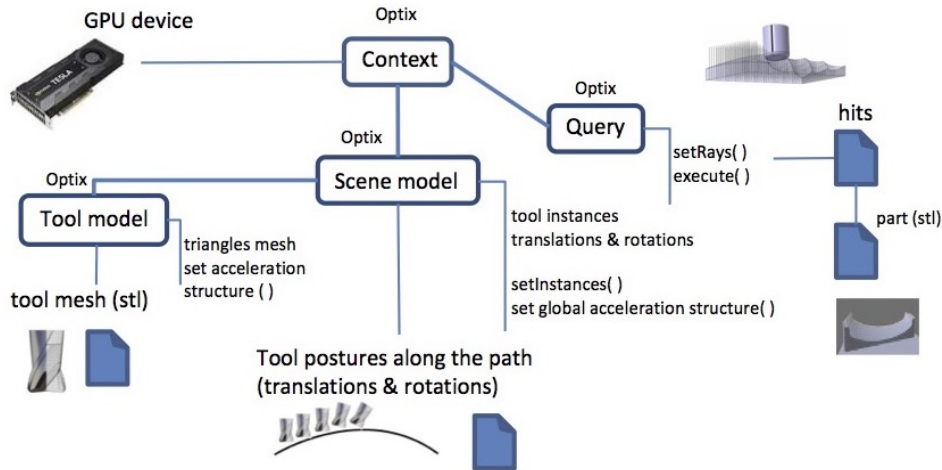 GPU device
TESLA
Optix
Context
Optix
Query
setRays( )
execute( )
hits
part (stl)
Optix
Scene model
tool instances
translations & rotations
setInstances( )
set global acceleration structure( )
Optix
Tool model
triangles mesh
set acceleration
structure ( )
tool mesh (stl)
Tool postures along the path
(translations & rotations)